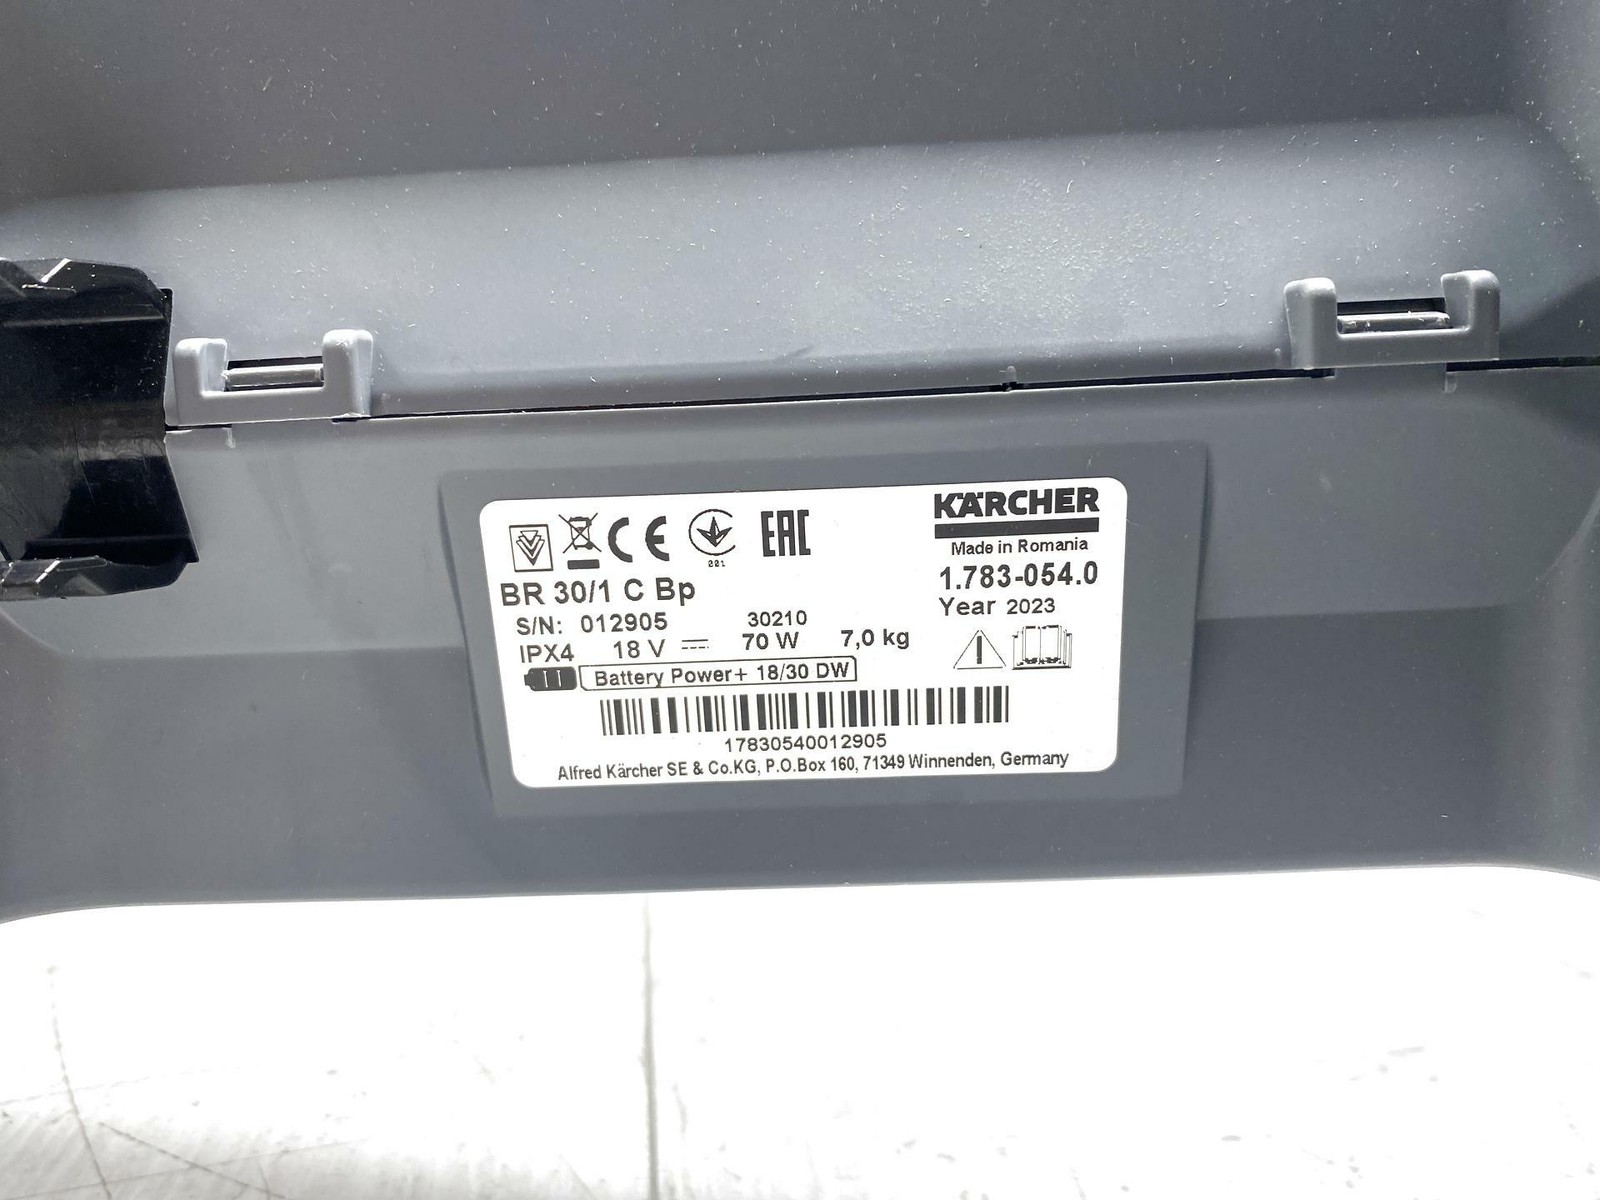 CE
001
EAC
KÄRCHER
Made in Romania
1.783-054.0
Year 2023
BR 30/1 C Bp
S/N: 012905 30210
IPX4 18 V 70 W 7,0 kg
Battery Power+ 18/30 DW
17830540012905
Alfred Kärcher SE & Co.KG, P.O.Box 160, 71349 Winnenden, Germany